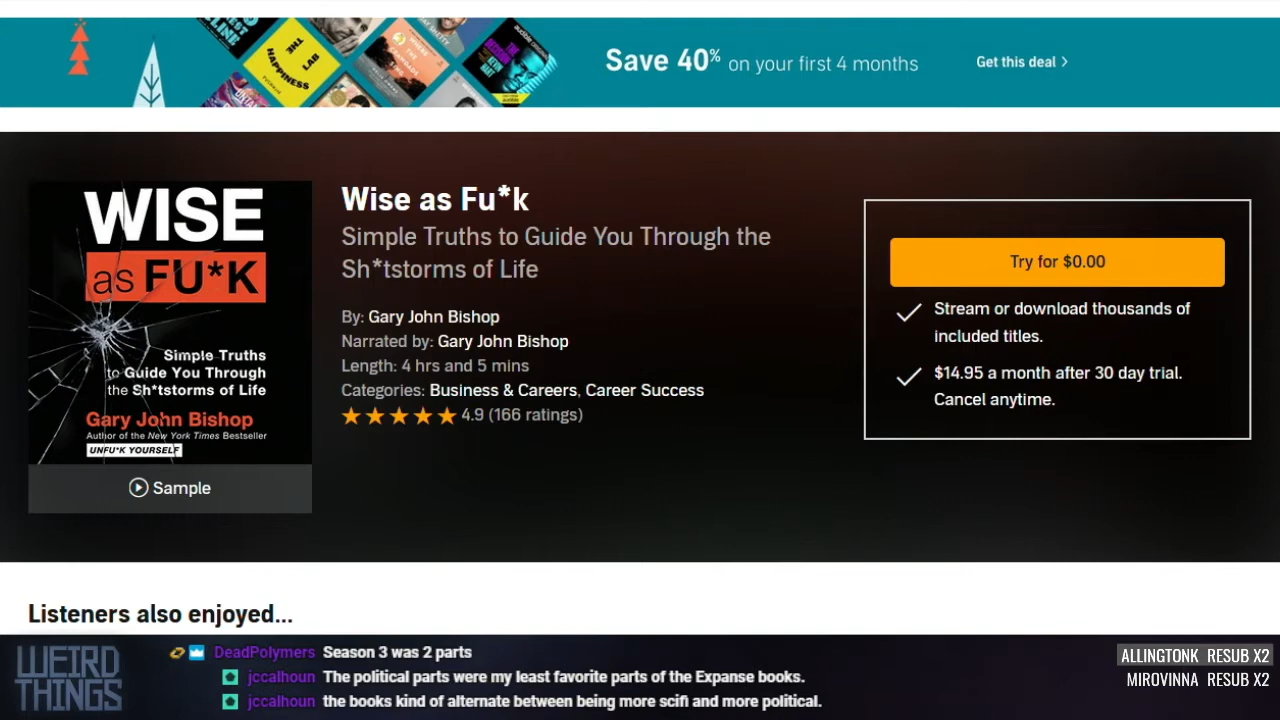 THE HAPPINESS LAB
Save 40% on your first 4 months
Get this deal >
WISE
as FU*K
Simple Truths
to Guide You Through
the Sh*tstorms of Life
Gary John Bishop
Author of the New York Times Bestseller
UNFU*K YOURSELF
Sample
Wise as Fu*k
Simple Truths to Guide You Through the
Sh*tstorms of Life
By: Gary John Bishop
Narrated by: Gary John Bishop
Length: 4 hrs and 5 mins
Categories: Business & Careers, Career Success
4.9 (166 ratings)
Try for $0.00
Stream or download thousands of
included titles.
$14.95 a month after 30 day trial.
Cancel anytime.
Listeners also enjoyed...
WEIRD
THINGS
DeadPolymers Season 3 was 2 parts
jccalhoun The political parts were my least favorite parts of the Expanse books.
jccalhoun the books kind of alternate between being more scifi and more political.
ALLINGTONK RESUB X2
MIROVINNA RESUB X2